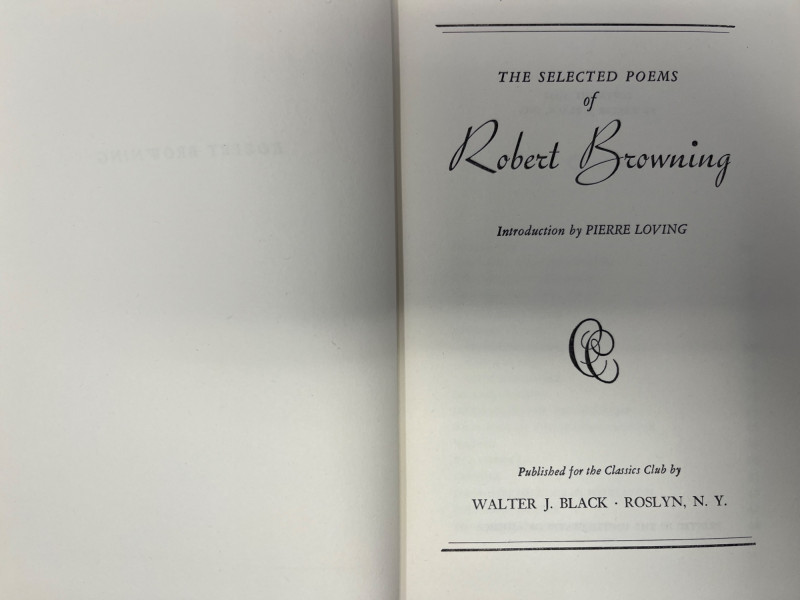 THE SELECTED POEMS
of
Robert Browning
Introduction by PIERRE LOVING
CC
Published for the Classics Club by
WALTER J. BLACK · ROSLYN, N. Y.